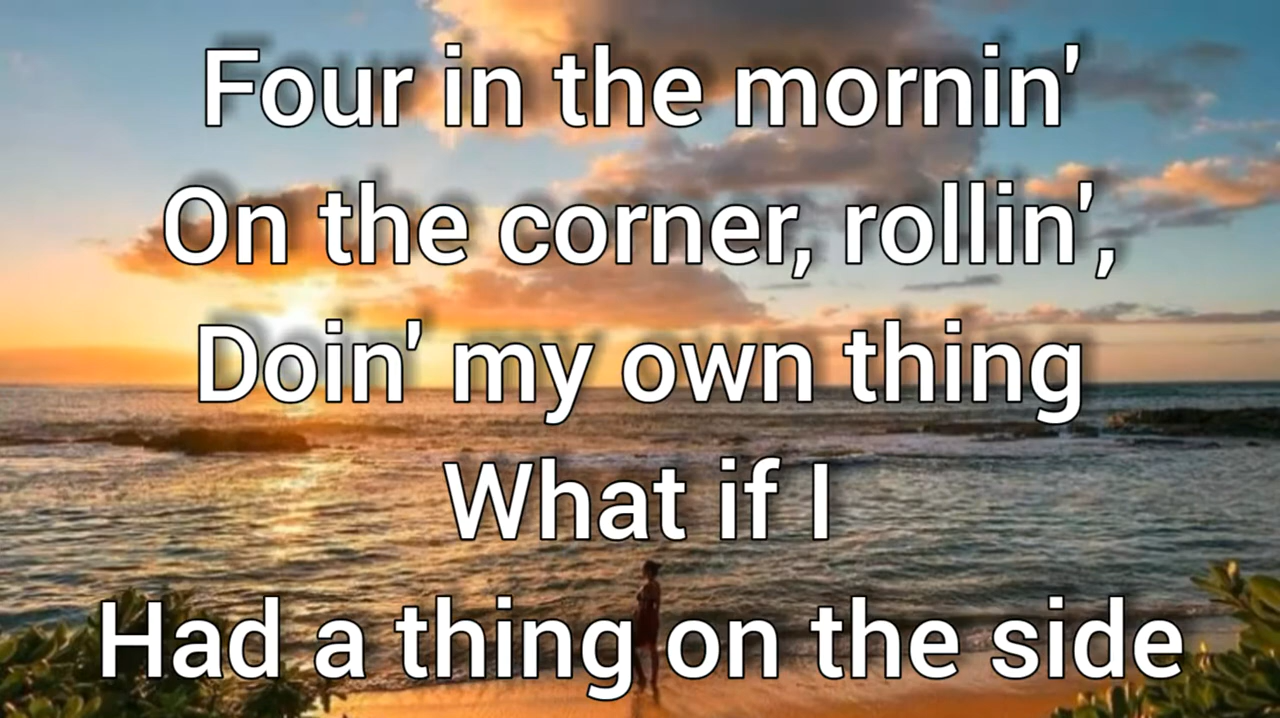 Four in the mornin'
On the corner, rollin',
Doin' my own thing
What if I
Had a thing on the side